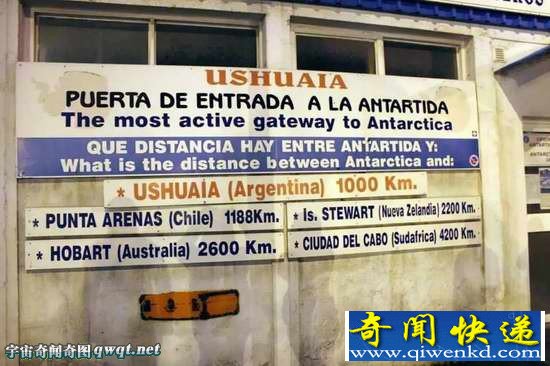 USHUAIA
PUERTA DE ENTRADA A LA ANTARTIDA
The most active gateway to Antarctica
QUE DISTANCIA HAY ENTRE ANTARTIDA Y:
What is the distance between Antarctica and:
* USHUAIA (Argentina) 1000 Km.
* PUNTA ARENAS (Chile) 1188Km.
* Is. STEWART (Nueva Zelandia) 2200 Km.
* HOBART (Australia) 2600 Km.
* CIUDAD DEL CABO (Sudafrica) 4200 Km.
宇宙奇闻奇图 qwqt.net
奇闻快递
www.qiwenkd.com